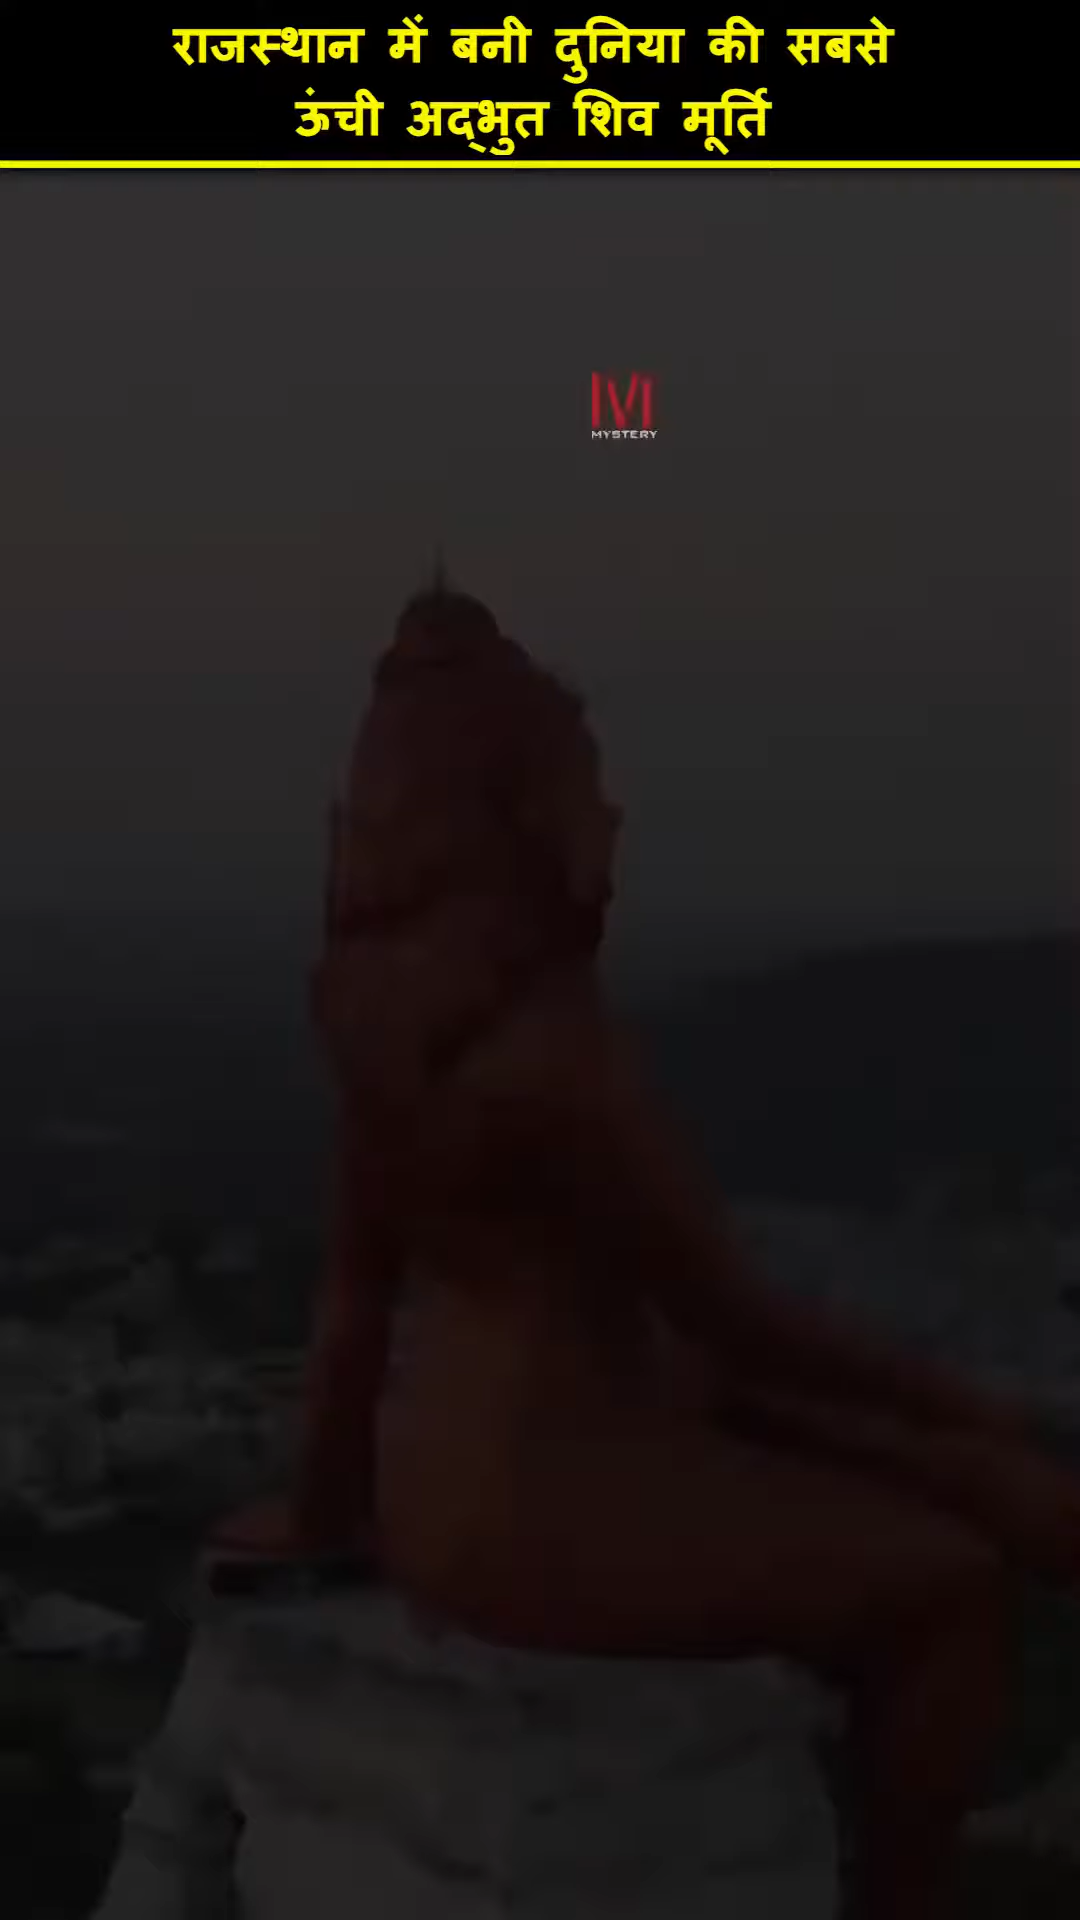 राजस्थान में बनी दुनिया की सबसे
ऊंची अद्‌भुत शिव मूर्ति
MYSTERY